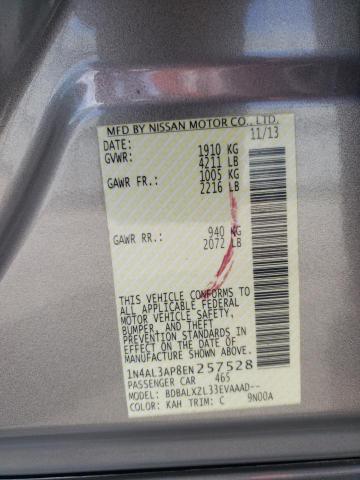 MFD BY NISSAN MOTOR CO., LTD.
DATE: 11/13
GVWR: 1910 KG
4211 LB
GAWR FR.: 1005 KG
2216 LB
GAWR RR.: 940 KG
2072 LB
THIS VEHICLE CONFORMS TO
ALL APPLICABLE FEDERAL
MOTOR VEHICLE SAFETY,
BUMPER, AND THEFT
PREVENTION STANDARDS IN
EFFECT ON THE DATE OF
MANUFACTURE SHOWN ABOVE.
1N4AL3AP8EN257528
PASSENGER CAR 465
MODEL: BDBALXZL33EVAAAD--
COLOR: KAH TRIM: C 9N00A